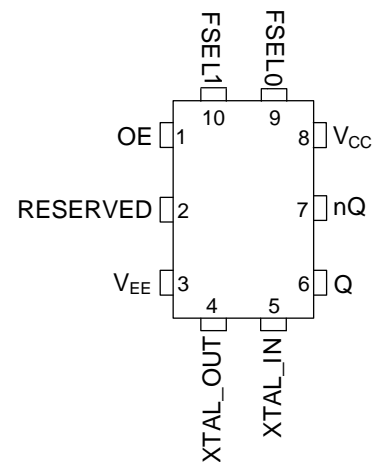 FSEL1
FSEL0
10
9
OE
1
8
VCC
RESERVED
2
7
nQ
VEE
3
6
Q
4
5
XTAL_OUT
XTAL_IN